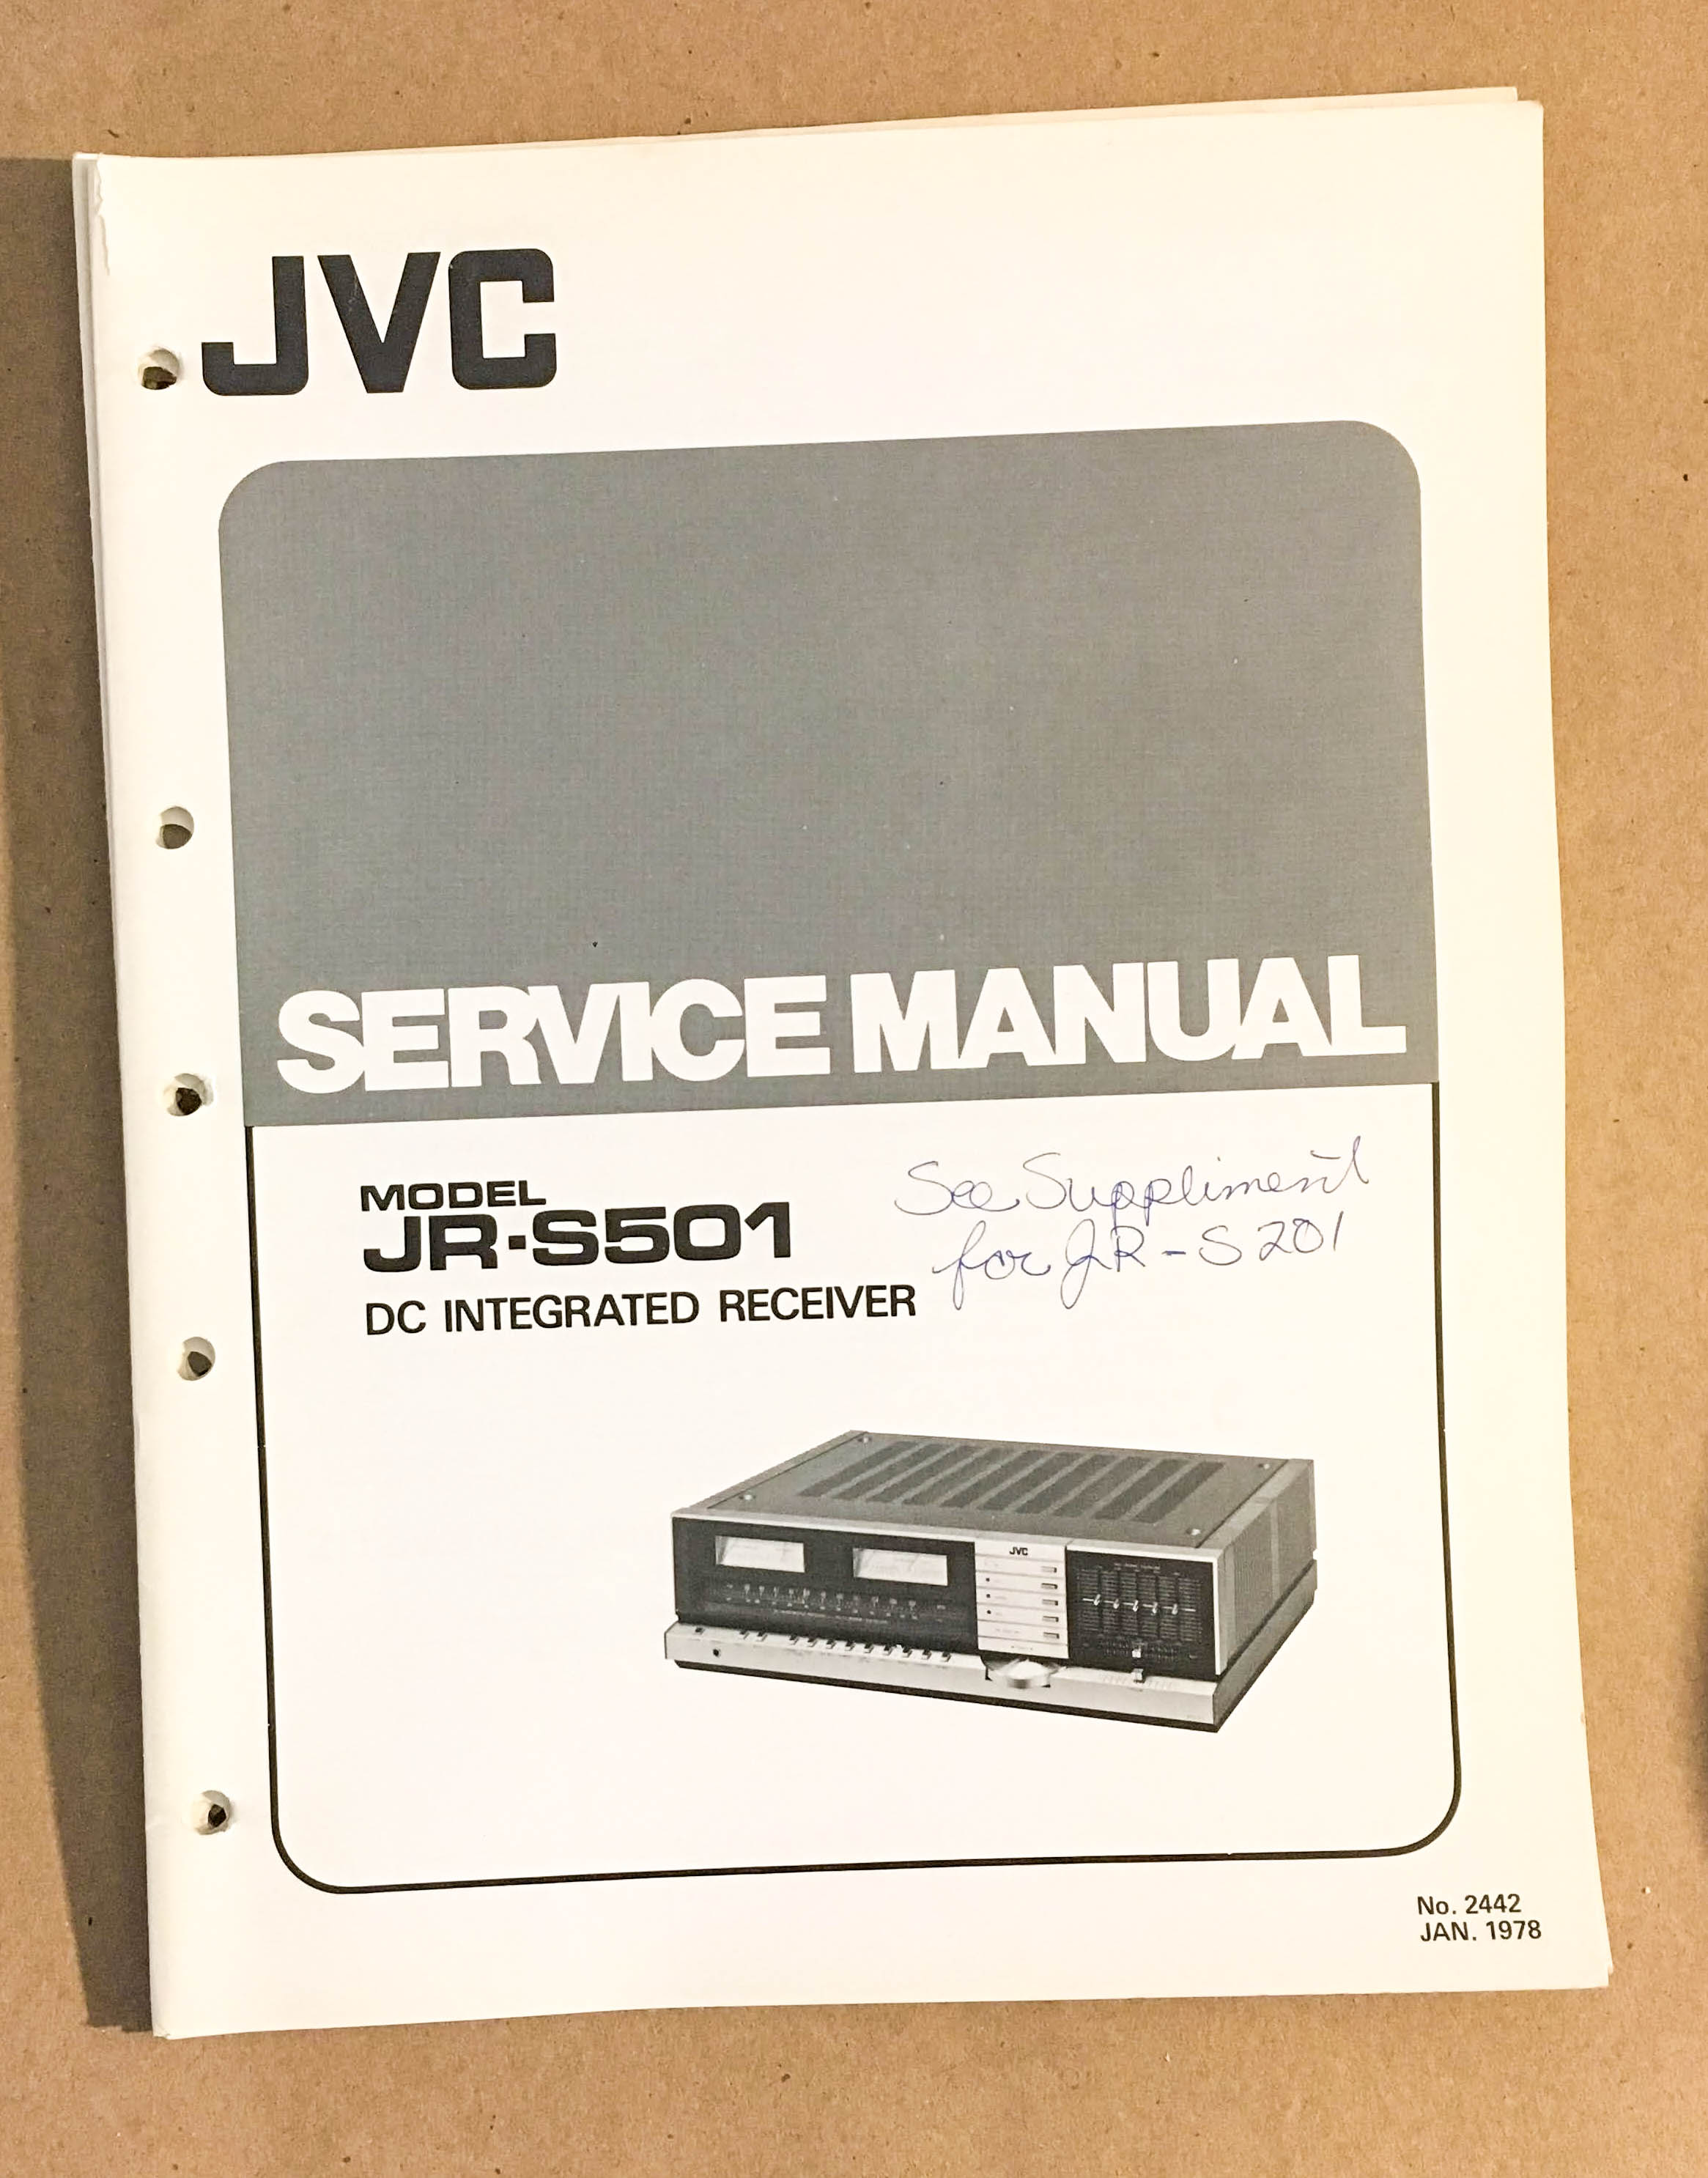 JVC
SERVICE MANUAL
MODEL
JR-S501
DC INTEGRATED RECEIVER
See Suppliment
for JR-S201
JVC
No. 2442
JAN. 1978